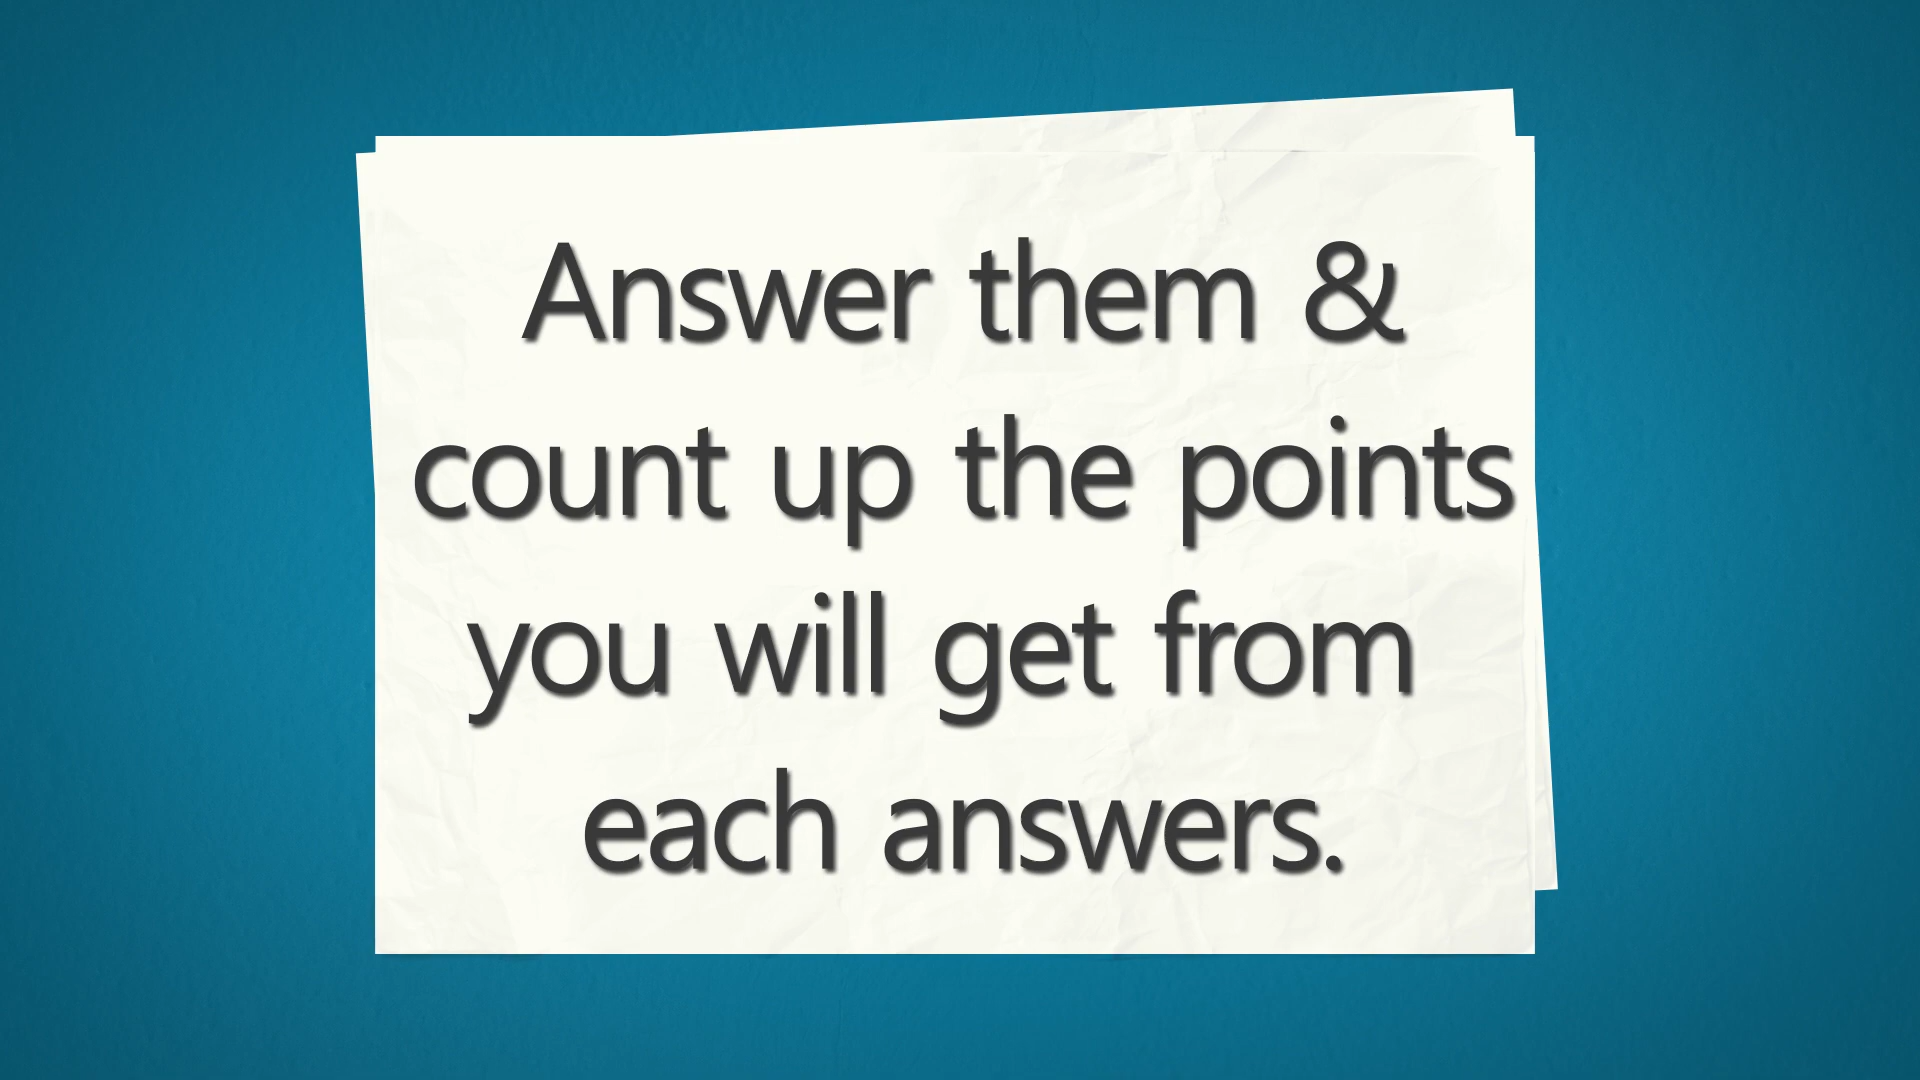 Answer them &
count up the points
you will get from
each answers.